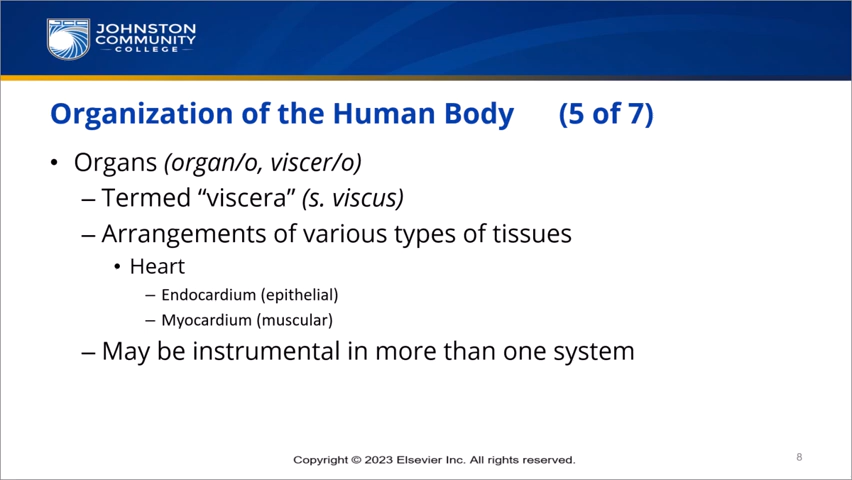 JOHNSTON
COMMUNITY
COLLEGE
Organization of the Human Body (5 of 7)
• Organs (organ/o, viscer/o)
– Termed “viscera” (s. viscus)
– Arrangements of various types of tissues
• Heart
– Endocardium (epithelial)
– Myocardium (muscular)
– May be instrumental in more than one system
Copyright © 2023 Elsevier Inc. All rights reserved.
8